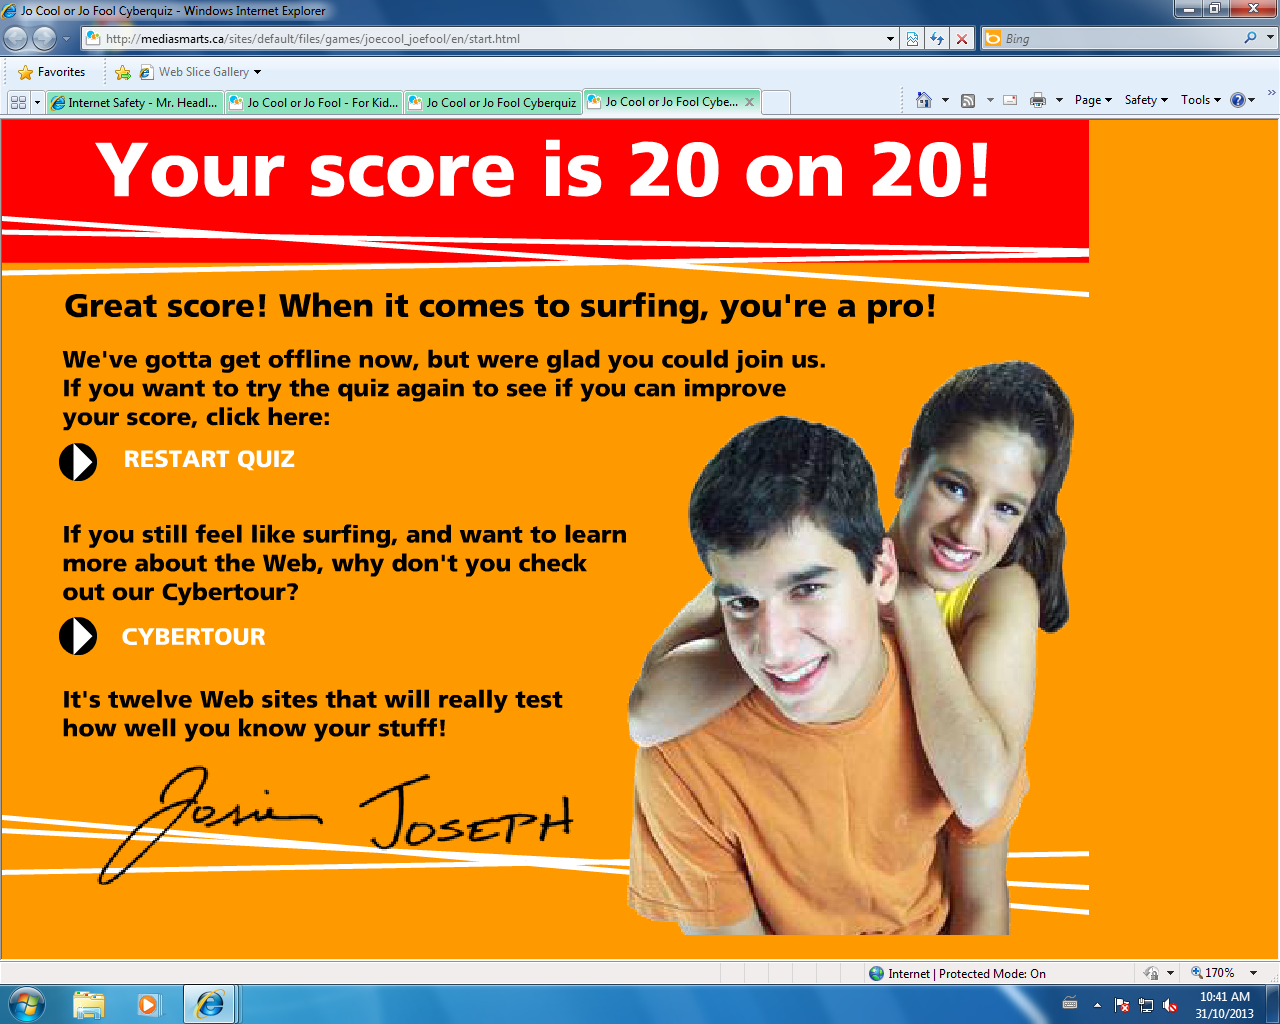 Jo Cool or Jo Fool Cyberquiz - Windows Internet Explorer
http://mediasmarts.ca/sites/default/files/games/joecool_joefool/en/start.html
Bing
Favorites
Web Slice Gallery
Internet Safety - Mr. Headl...
Jo Cool or Jo Fool - For Kid...
Jo Cool or Jo Fool Cyberquiz
Jo Cool or Jo Fool Cybe...
Page
Safety
Tools
Your score is 20 on 20!
Great score! When it comes to surfing, you're a pro!
We've gotta get offline now, but were glad you could join us.
If you want to try the quiz again to see if you can improve
your score, click here:
RESTART QUIZ
If you still feel like surfing, and want to learn
more about the Web, why don't you check
out our Cybertour?
CYBERTOUR
It's twelve Web sites that will really test
how well you know your stuff!
Josie JOSEPH
Internet | Protected Mode: On
170%
10:41 AM
31/10/2013